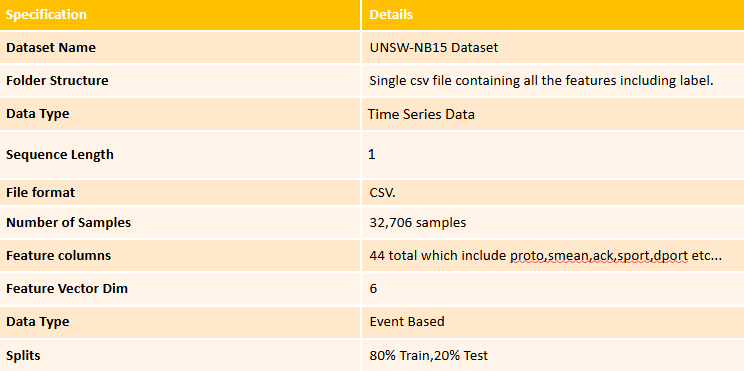 Specification Details
Dataset Name UNSW-NB15 Dataset
Folder Structure Single csv file containing all the features including label.
Data Type Time Series Data
Sequence Length 1
File format CSV.
Number of Samples 32,706 samples
Feature columns 44 total which include proto,smean,ack,sport,dport etc...
Feature Vector Dim 6
Data Type Event Based
Splits 80% Train,20% Test